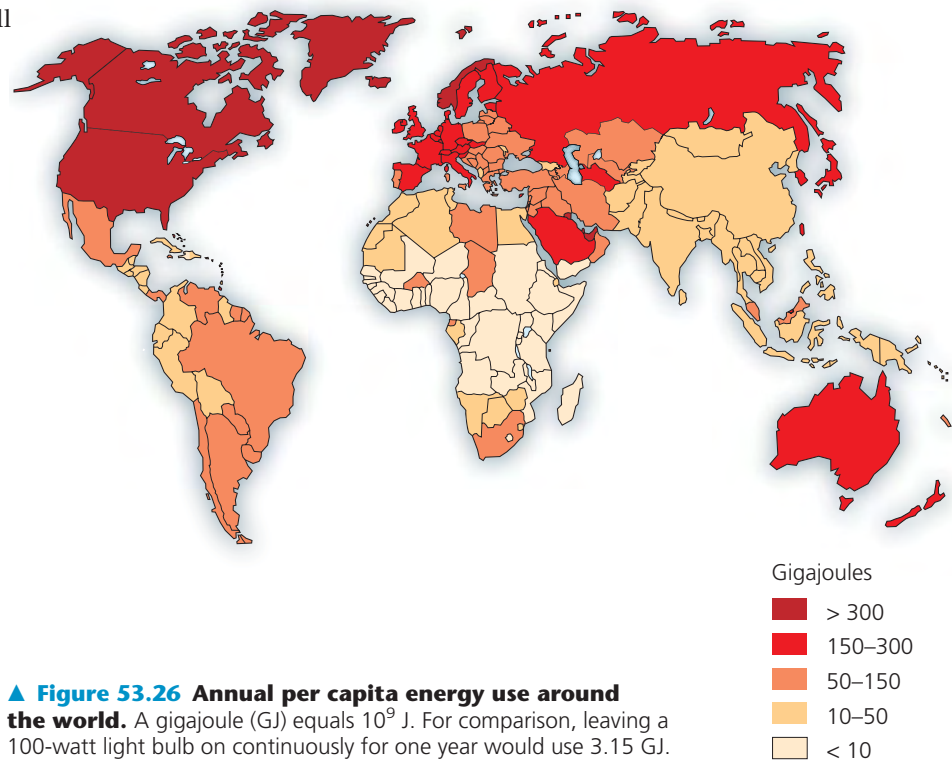 Gigajoules
> 300
150–300
50–150
10–50
< 10
▲ Figure 53.26 Annual per capita energy use around
the world. A gigajoule (GJ) equals 10⁹ J. For comparison, leaving a
100-watt light bulb on continuously for one year would use 3.15 GJ.